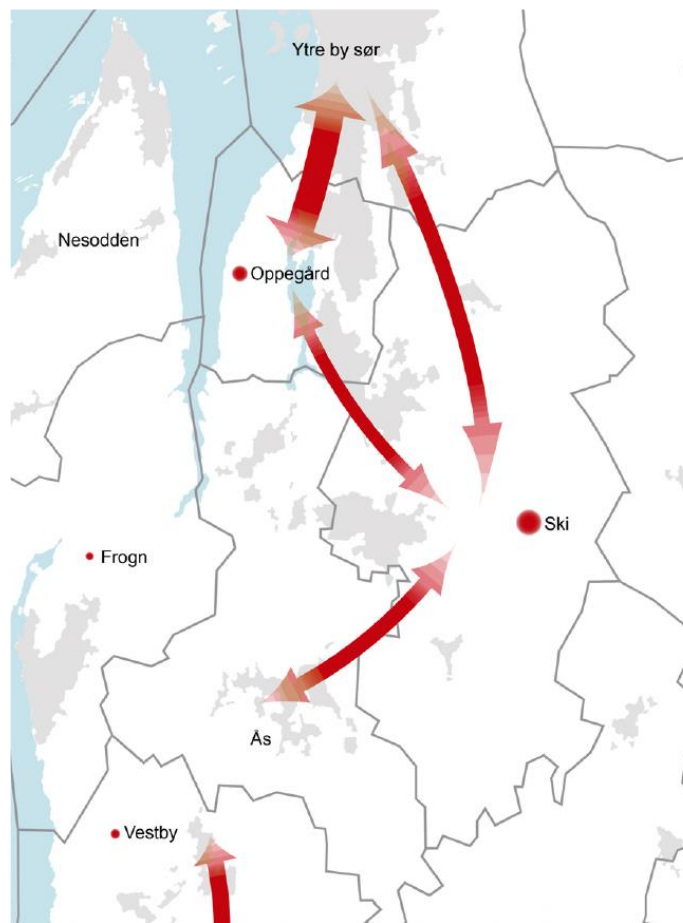 Ytre by sør
Nesodden
Oppegård
Ski
Frogn
Ås
Vestby